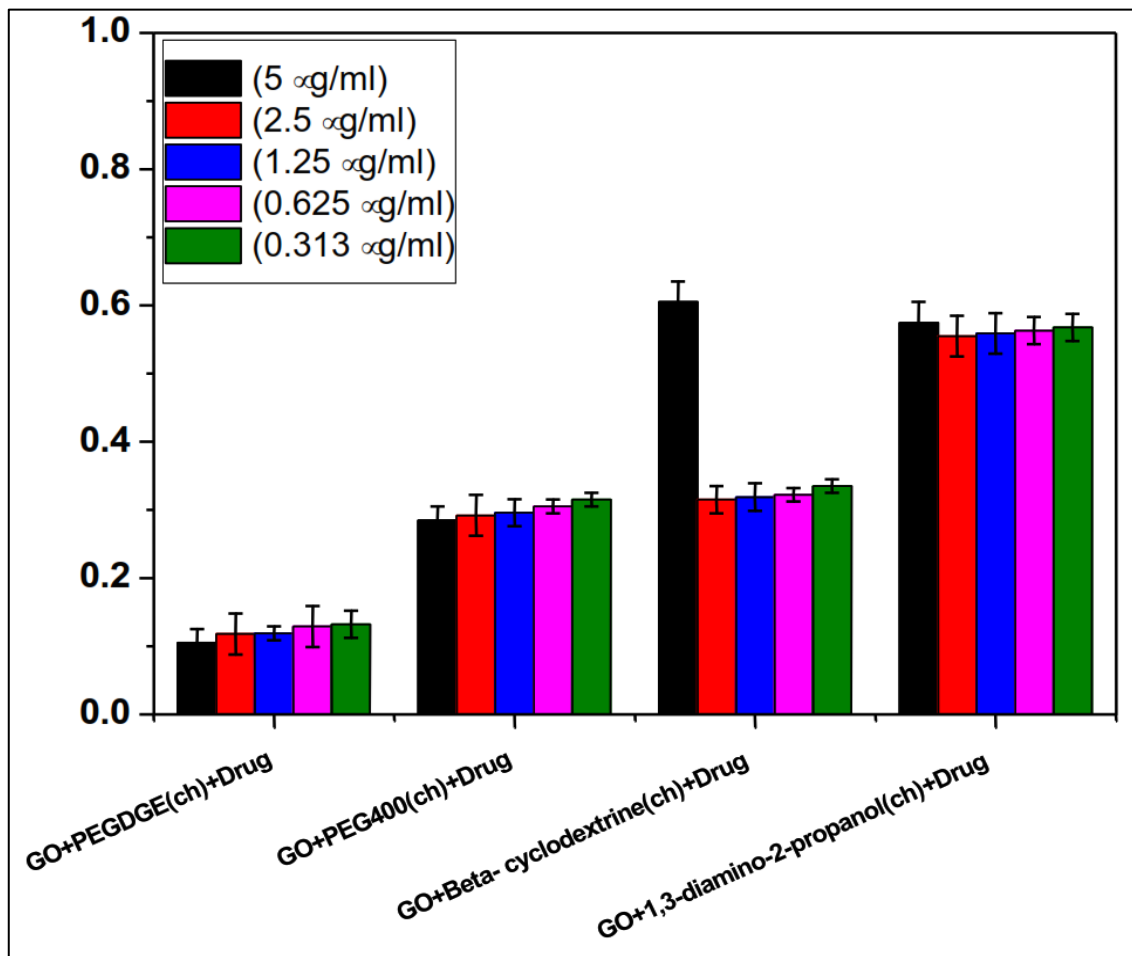 1.0
0.8
0.6
0.4
0.2
0.0
(5 ∝g/ml)
(2.5 ∝g/ml)
(1.25 ∝g/ml)
(0.625 ∝g/ml)
(0.313 ∝g/ml)
GO+PEGDGE(ch)+Drug
GO+PEG400(ch)+Drug
GO+Beta- cyclodextrine(ch)+Drug
GO+1,3-diamino-2-propanol(ch)+Drug